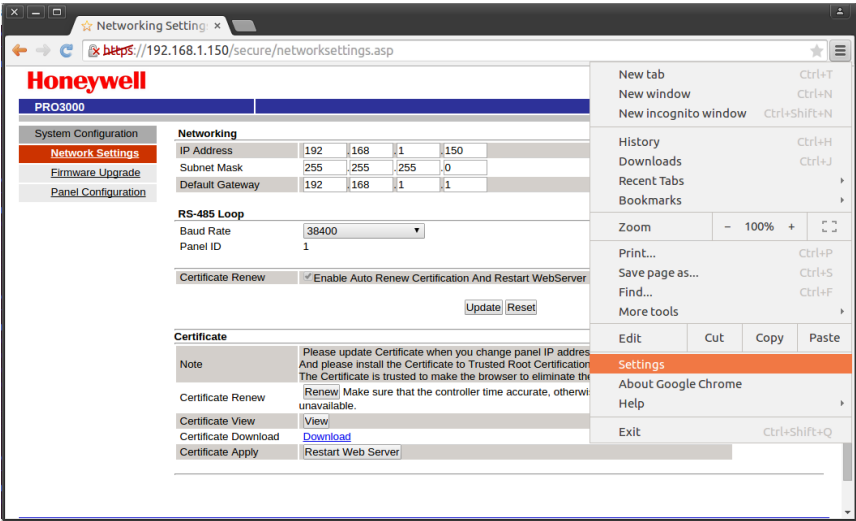 Networking Setting: ×
https://192.168.1.150/secure/networksettings.asp
Honeywell
PRO3000
System Configuration
Network Settings
Firmware Upgrade
Panel Configuration
Networking
IP Address 192 .168 .1 .150
Subnet Mask 255 .255 .255 .0
Default Gateway 192 .168 .1 .1
RS-485 Loop
Baud Rate 38400
Panel ID 1
Certificate Renew Enable Auto Renew Certification And Restart WebServer
Update Reset
Certificate
Note Please update Certificate when you change panel IP addres
And please install the Certificate to Trusted Root Certification
The Certificate is trusted to make the browser to eliminate the
Certificate Renew Renew Make sure that the controller time accurate, otherwi
unavailable.
Certificate View View
Certificate Download Download
Certificate Apply Restart Web Server
New tab Ctrl+T
New window Ctrl+N
New incognito window Ctrl+Shift+N
History Ctrl+H
Downloads Ctrl+J
Recent Tabs
Bookmarks
Zoom − 100% +
Print... Ctrl+P
Save page as... Ctrl+S
Find... Ctrl+F
More tools
Edit Cut Copy Paste
Settings
About Google Chrome
Help
Exit Ctrl+Shift+Q